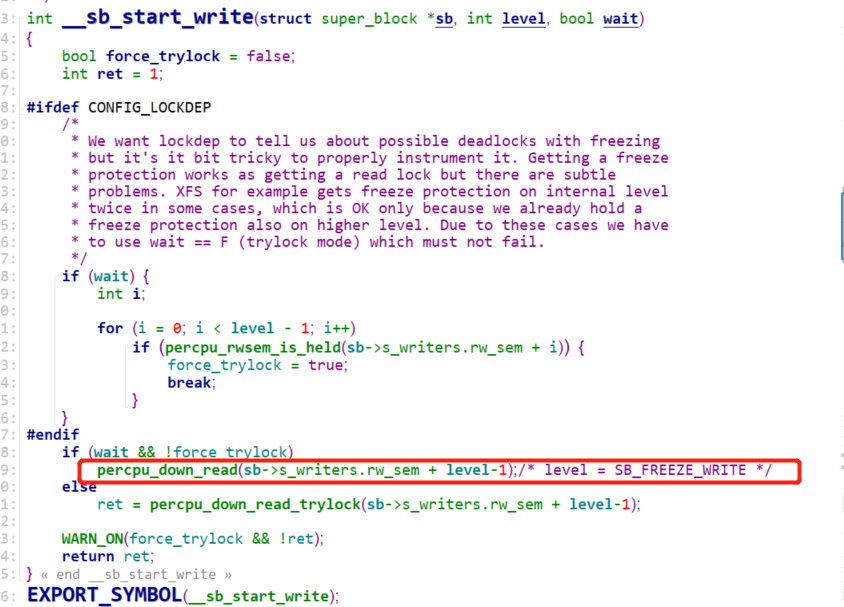 3: int __sb_start_write(struct super_block *sb, int level, bool wait)
4: {
5: bool force_trylock = false;
6: int ret = 1;
7:
8: #ifdef CONFIG_LOCKDEP
9: /*
0: * We want lockdep to tell us about possible deadlocks with freezing
1: * but it's it bit tricky to properly instrument it. Getting a freeze
2: * protection works as getting a read lock but there are subtle
3: * problems. XFS for example gets freeze protection on internal level
4: * twice in some cases, which is OK only because we already hold a
5: * freeze protection also on higher level. Due to these cases we have
6: * to use wait == F (trylock mode) which must not fail.
7: */
8: if (wait) {
9: int i;
0:
1: for (i = 0; i < level - 1; i++)
2: if (percpu_rwsem_is_held(sb->s_writers.rw_sem + i)) {
3: force_trylock = true;
4: break;
5: }
6: }
7: #endif
8: if (wait && !force_trylock)
9: percpu_down_read(sb->s_writers.rw_sem + level-1);/* level = SB_FREEZE_WRITE */
0: else
1: ret = percpu_down_read_trylock(sb->s_writers.rw_sem + level-1);
2:
3: WARN_ON(force_trylock && !ret);
4: return ret;
5: } « end __sb_start_write »
6: EXPORT_SYMBOL(__sb_start_write);